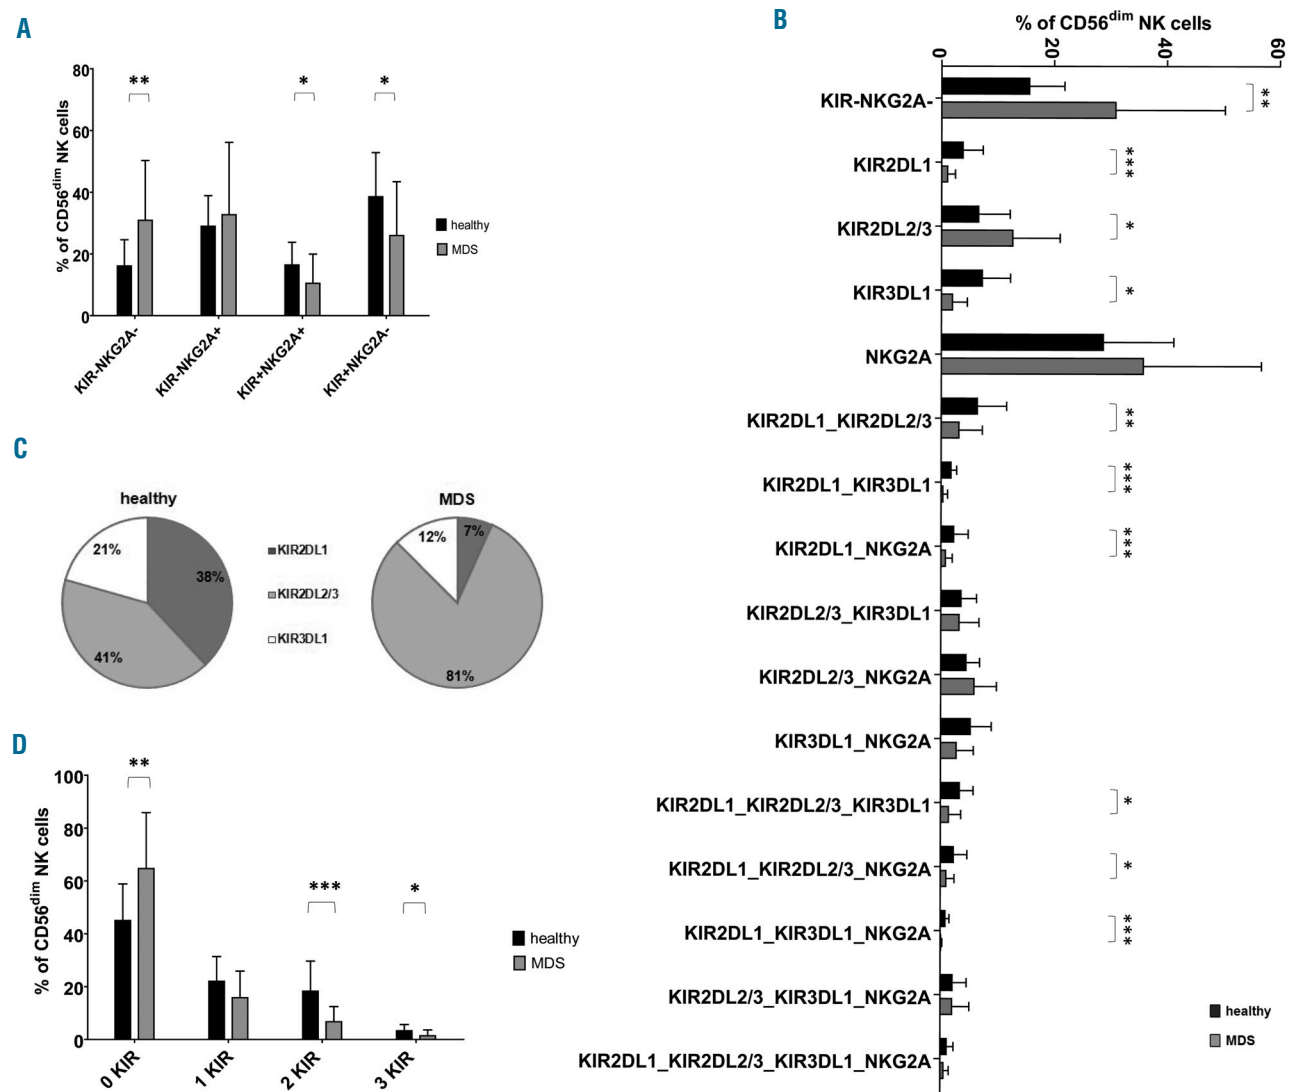 A
80
60
40
20
0
% of CD56dim NK cells
**
*
*
healthy
MDS
KIR-NKG2A-
KIR-NKG2A+
KIR+NKG2A+
KIR+NKG2A-
B
% of CD56dim NK cells
0
20
40
60
KIR-NKG2A-
**
KIR2DL1
***
KIR2DL2/3
*
KIR3DL1
*
NKG2A
KIR2DL1_KIR2DL2/3
**
KIR2DL1_KIR3DL1
***
KIR2DL1_NKG2A
***
KIR2DL2/3_KIR3DL1
KIR2DL2/3_NKG2A
KIR3DL1_NKG2A
KIR2DL1_KIR2DL2/3_KIR3DL1
*
KIR2DL1_KIR2DL2/3_NKG2A
*
KIR2DL1_KIR3DL1_NKG2A
***
KIR2DL2/3_KIR3DL1_NKG2A
KIR2DL1_KIR2DL2/3_KIR3DL1_NKG2A
healthy
MDS
C
healthy
21%
38%
41%
KIR2DL1
KIR2DL2/3
KIR3DL1
MDS
12%
7%
81%
D
100
80
60
40
20
0
% of CD56dim NK cells
**
***
*
healthy
MDS
0 KIR
1 KIR
2 KIR
3 KIR